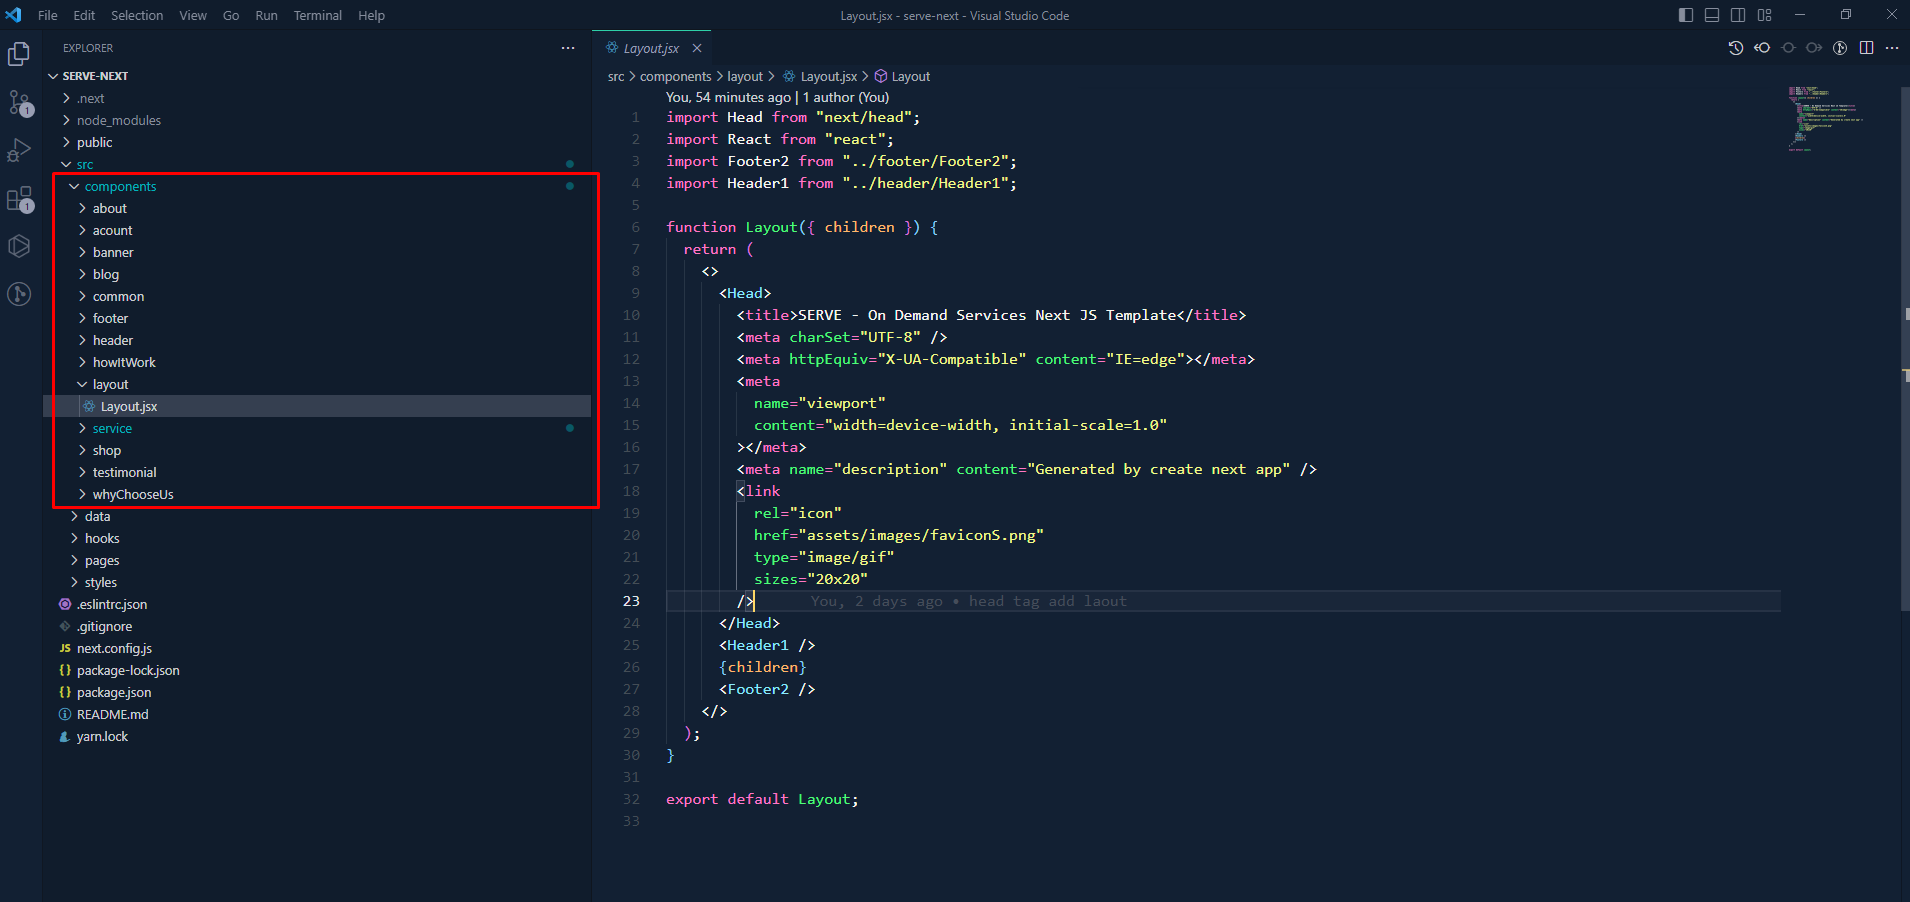 File Edit Selection View Go Run Terminal Help
Layout.jsx - serve-next - Visual Studio Code
EXPLORER
SERVE-NEXT
.next
node_modules
public
src
components
about
acount
banner
blog
common
footer
header
howItWork
layout
Layout.jsx
service
shop
testimonial
whyChooseUs
data
hooks
pages
styles
.eslintrc.json
.gitignore
JS next.config.js
{} package-lock.json
{} package.json
README.md
yarn.lock
1
1
Layout.jsx
src > components > layout > Layout.jsx > Layout
You, 54 minutes ago | 1 author (You)
1 import Head from "next/head";
2 import React from "react";
3 import Footer2 from "../footer/Footer2";
4 import Header1 from "../header/Header1";
5
6 function Layout({ children }) {
7 return (
8 <>
9 <Head>
10 <title>SERVE - On Demand Services Next JS Template</title>
11 <meta charSet="UTF-8" />
12 <meta httpEquiv="X-UA-Compatible" content="IE=edge"></meta>
13 <meta
14 name="viewport"
15 content="width=device-width, initial-scale=1.0"
16 ></meta>
17 <meta name="description" content="Generated by create next app" />
18 <link
19 rel="icon"
20 href="assets/images/faviconS.png"
21 type="image/gif"
22 sizes="20x20"
23 /> You, 2 days ago • head tag add laout
24 </Head>
25 <Header1 />
26 {children}
27 <Footer2 />
28 </>
29 );
30 }
31
32 export default Layout;
33